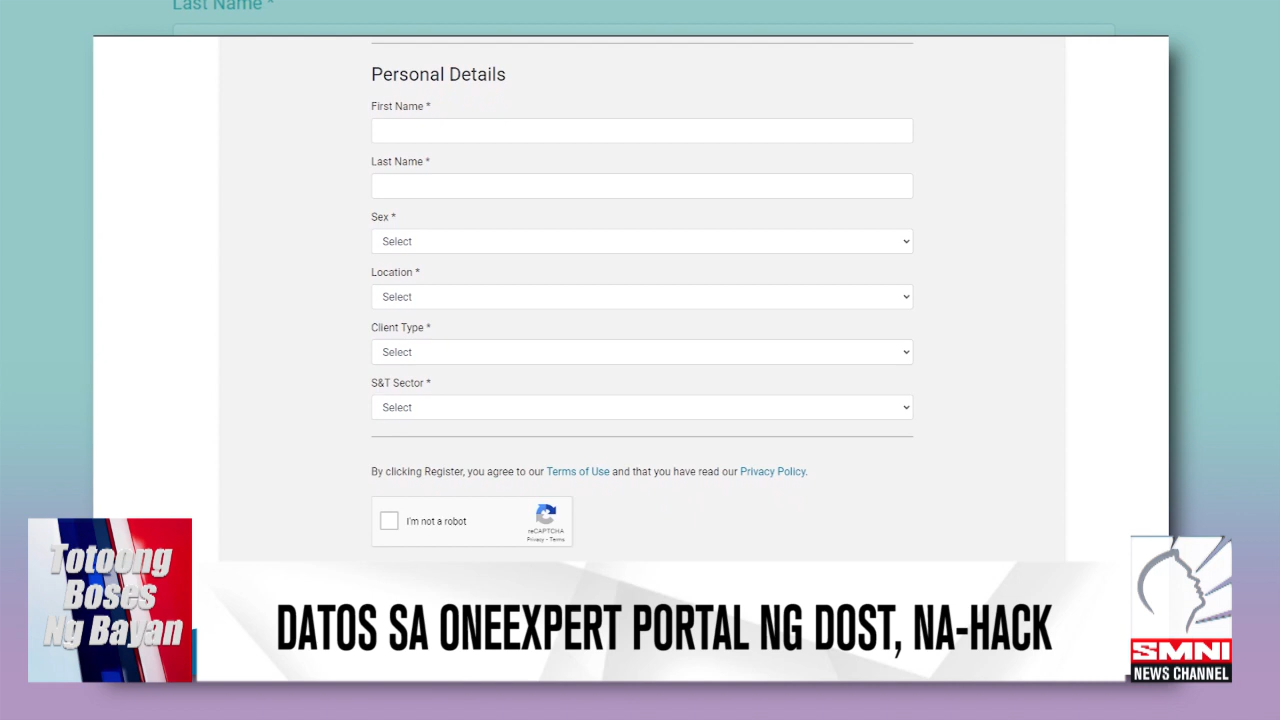 Last Name *
Personal Details
First Name *
Last Name *
Sex *
Select
Location *
Select
Client Type *
Select
S&T Sector *
Select
By clicking Register, you agree to our Terms of Use and that you have read our Privacy Policy.
I'm not a robot
reCAPTCHA
Privacy - Terms
Totoong
Boses
Ng Bayan
DATOS SA ONEEXPERT PORTAL NG DOST, NA-HACK
SMNI
NEWS CHANNEL